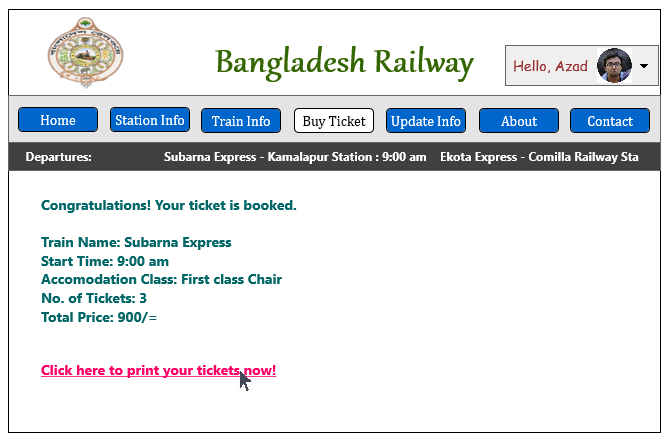 Bangladesh Railway
Hello, Azad
Home
Station Info
Train Info
Buy Ticket
Update Info
About
Contact
Departures:
Subarna Express - Kamalapur Station : 9:00 am
Ekota Express - Comilla Railway Sta
Congratulations! Your ticket is booked.
Train Name: Subarna Express
Start Time: 9:00 am
Accomodation Class: First class Chair
No. of Tickets: 3
Total Price: 900/=
Click here to print your tickets now!